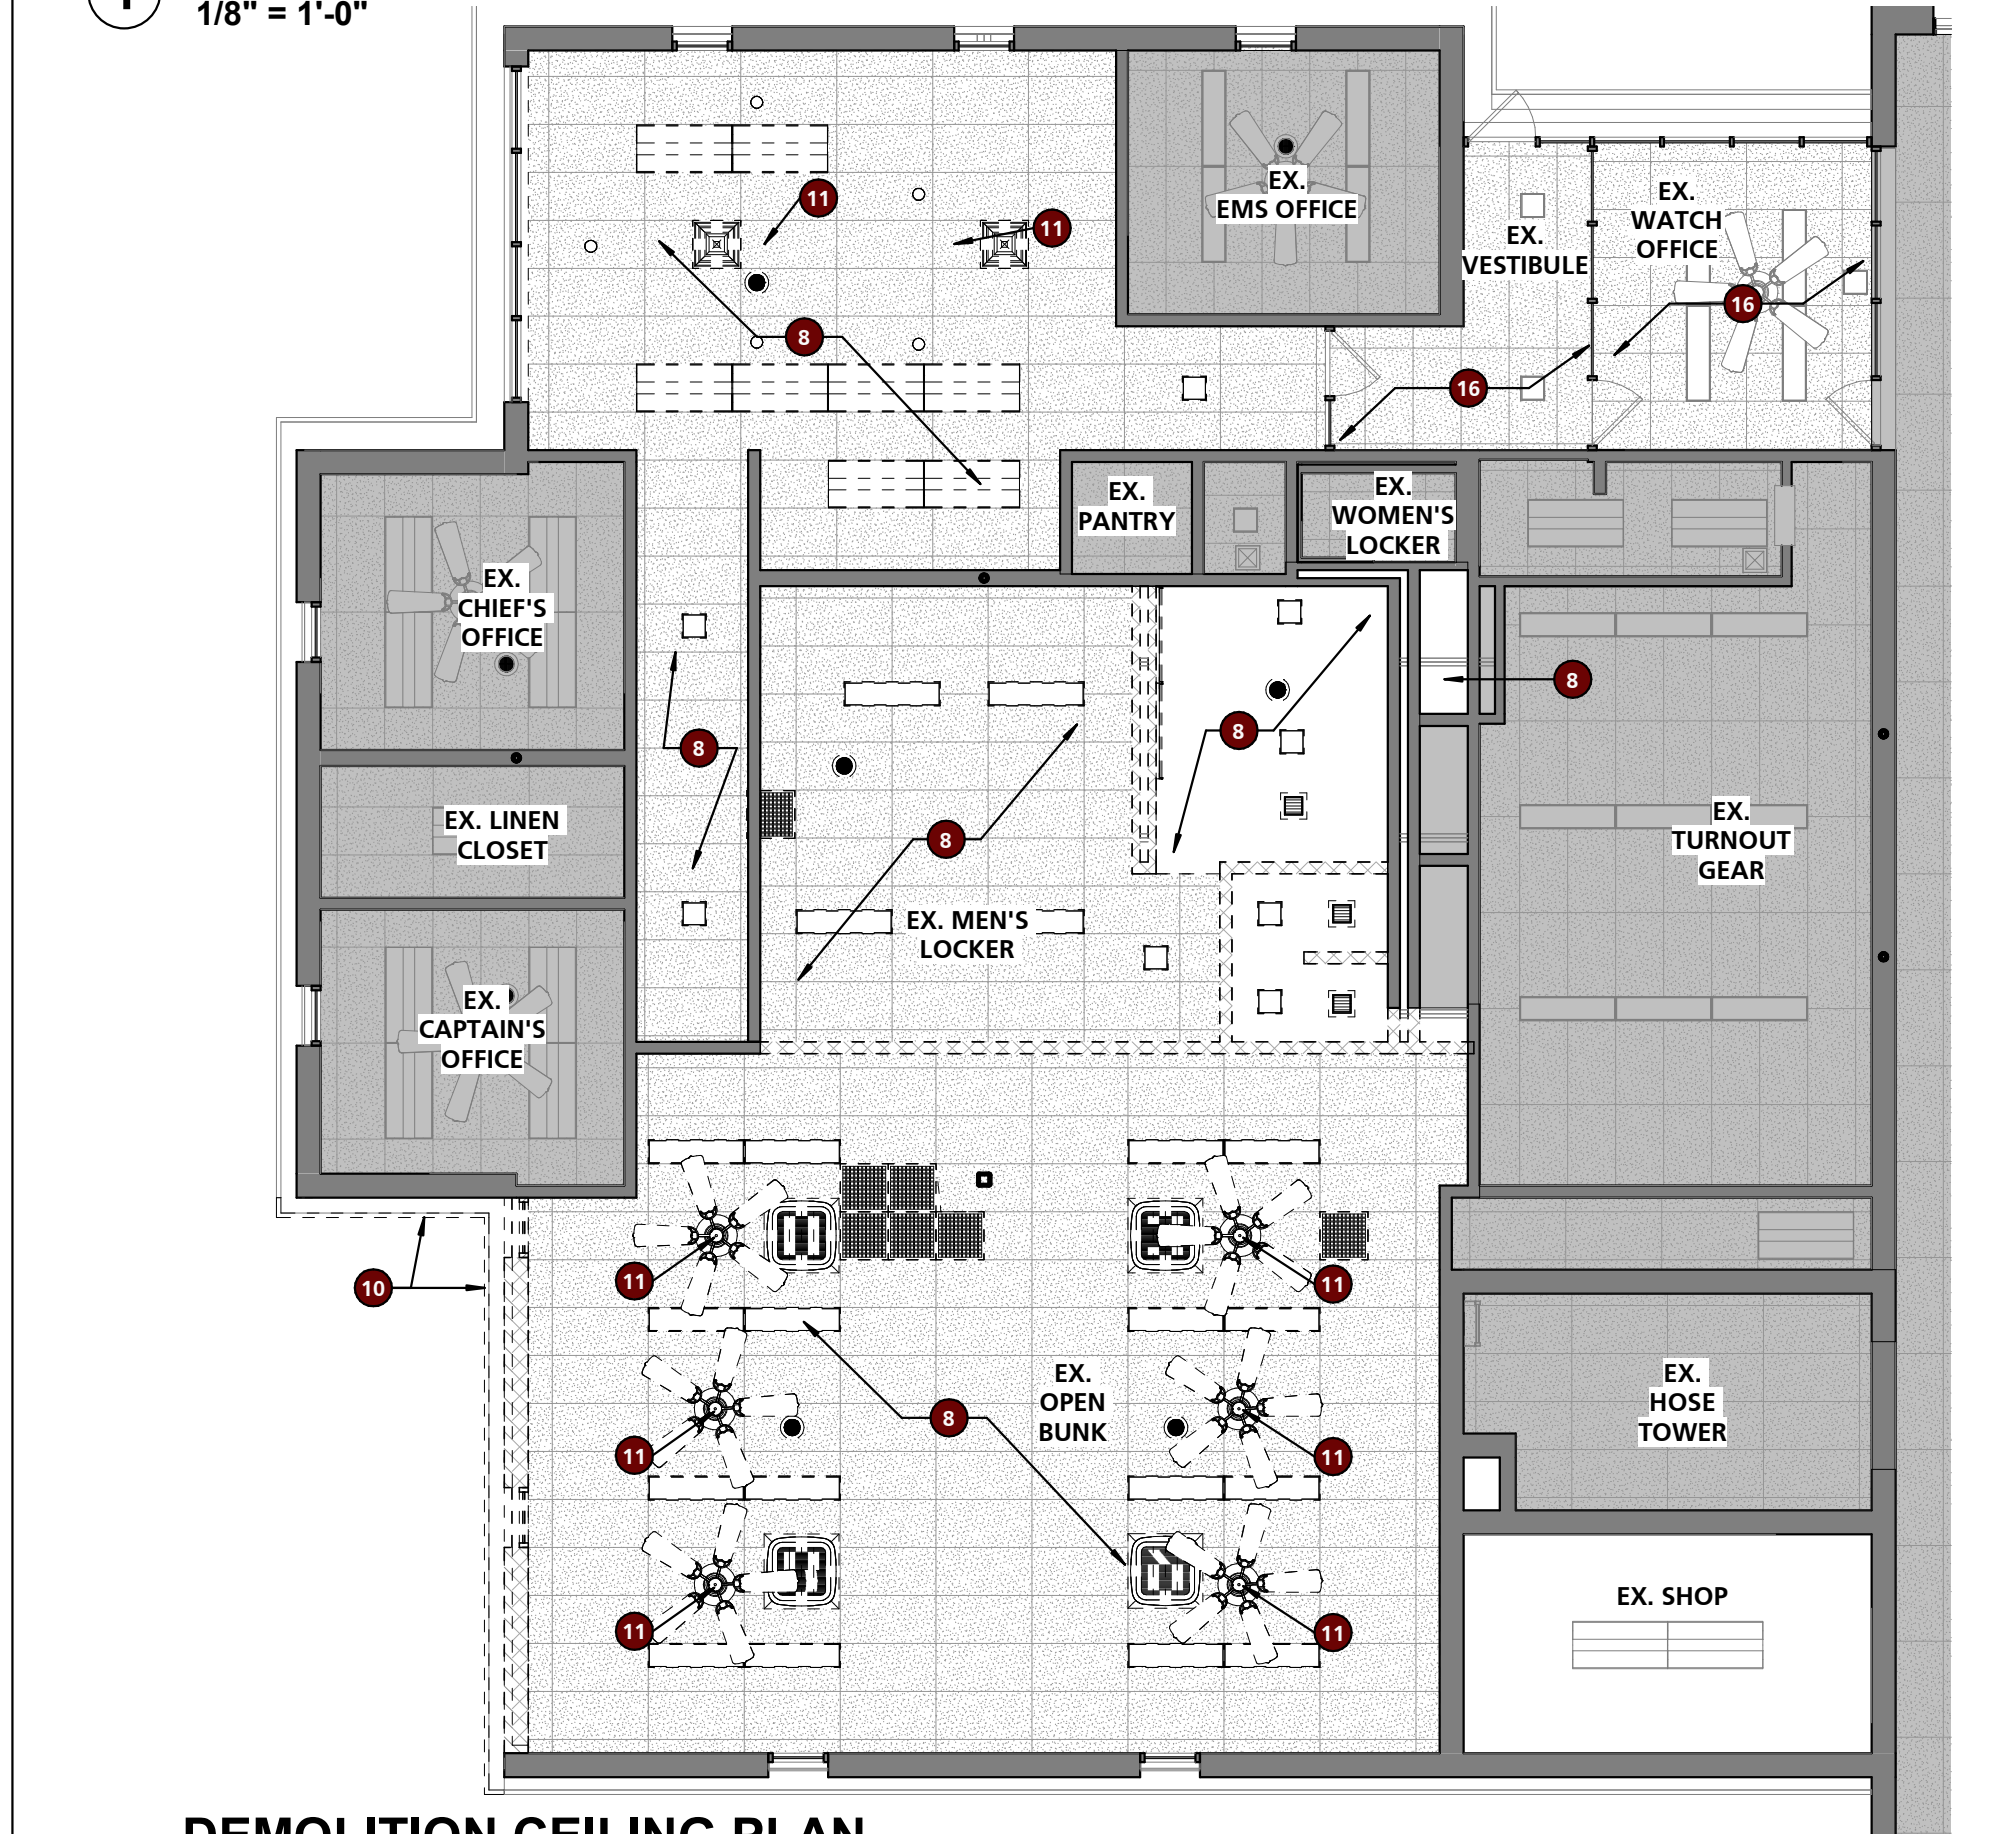 1/8" = 1'-0"
11
11
8
EX.
EMS OFFICE
EX.
VESTIBULE
EX.
WATCH
OFFICE
16
16
EX.
PANTRY
EX.
WOMEN'S
LOCKER
EX.
CHIEF'S
OFFICE
8
8
8
8
EX. LINEN
CLOSET
EX.
TURNOUT
GEAR
EX. MEN'S
LOCKER
EX.
CAPTAIN'S
OFFICE
10
11
11
EX.
OPEN
BUNK
8
11
11
EX.
HOSE
TOWER
11
11
EX. SHOP
DEMOLITION CEILING PLAN